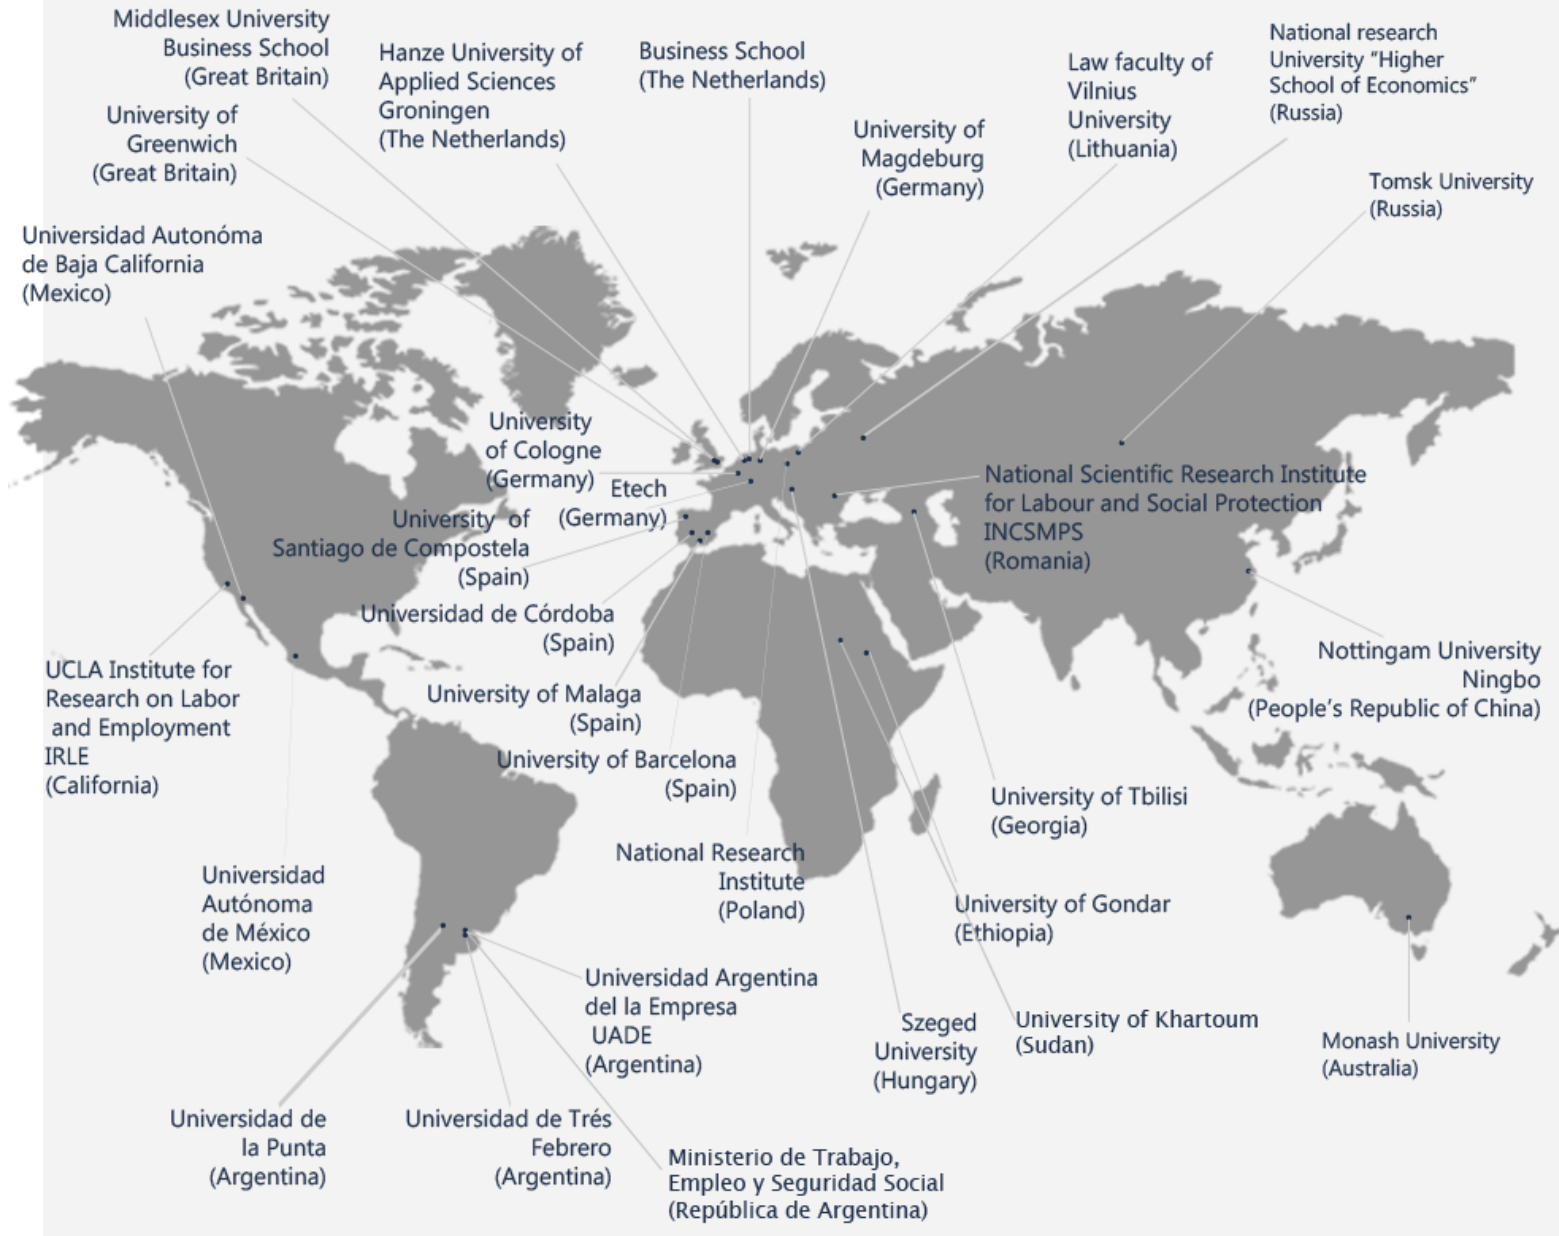 Middlesex University
Business School
(Great Britain)
Hanze University of
Applied Sciences
Groningen
(The Netherlands)
Business School
(The Netherlands)
Law faculty of
Vilnius
University
(Lithuania)
National research
University “Higher
School of Economics”
(Russia)
University of
Greenwich
(Great Britain)
University of
Magdeburg
(Germany)
Tomsk University
(Russia)
Universidad Autonóma
de Baja California
(Mexico)
University
of Cologne
(Germany)
Etech
(Germany)
National Scientific Research Institute
for Labour and Social Protection
INCSMPS
(Romania)
University of
Santiago de Compostela
(Spain)
Universidad de Córdoba
(Spain)
UCLA Institute for
Research on Labor
and Employment
IRLE
(California)
University of Malaga
(Spain)
Nottingam University
Ningbo
(People’s Republic of China)
University of Barcelona
(Spain)
University of Tbilisi
(Georgia)
National Research
Institute
(Poland)
Universidad
Autónoma
de México
(Mexico)
University of Gondar
(Ethiopia)
Universidad Argentina
del la Empresa
UADE
(Argentina)
Szeged
University
(Hungary)
University of Khartoum
(Sudan)
Monash University
(Australia)
Universidad de
la Punta
(Argentina)
Universidad de Trés
Febrero
(Argentina)
Ministerio de Trabajo,
Empleo y Seguridad Social
(República de Argentina)